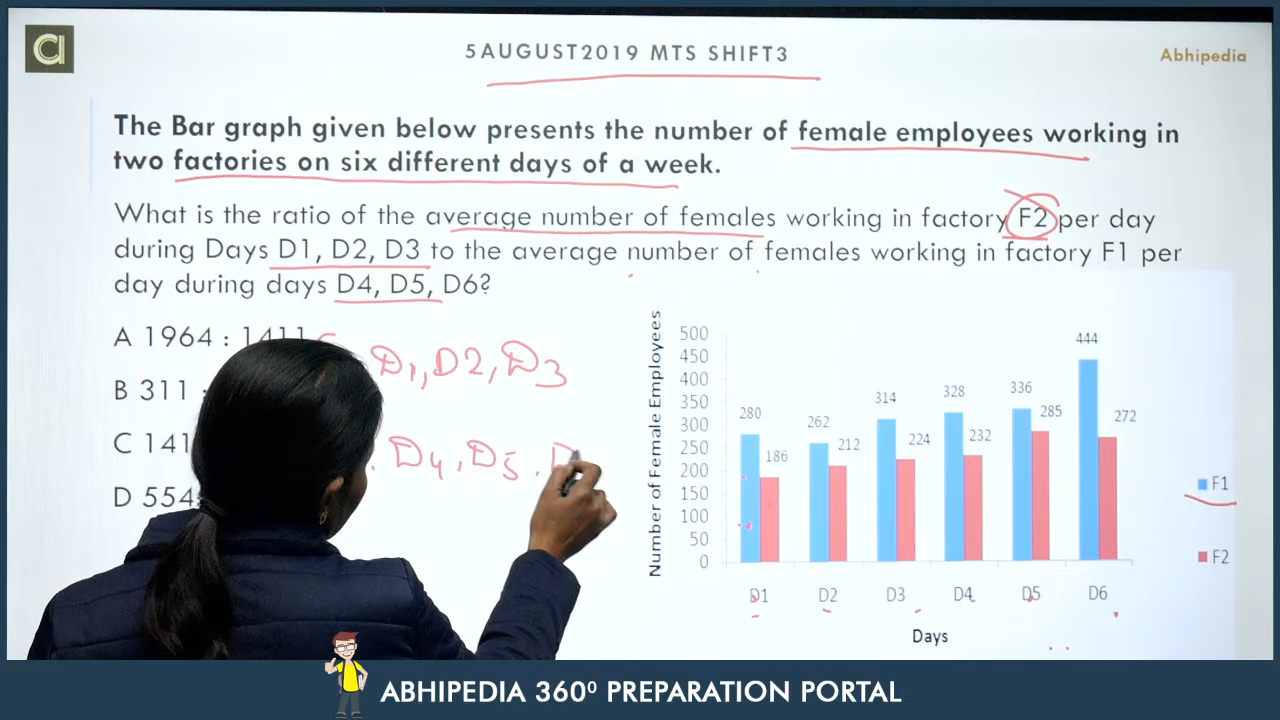 5AUGUST2019 MTS SHIFT3
Abhipedia
The Bar graph given below presents the number of female employees working in
two factories on six different days of a week.
What is the ratio of the average number of females working in factory F2 per day
during Days D1, D2, D3 to the average number of females working in factory F1 per
day during days D4, D5, D6?
A 1964 : 1411
B 311 :
C 141
D 554:
D1, D2, D3
D4, D5, D
Number of Female Employees
500
450
400
350
300
250
200
150
100
50
0
280 186 262 212 314 224 328 232 336 285 444 272
D1 D2 D3 D4 D5 D6
Days
F1
F2
ABHIPEDIA 360⁰ PREPARATION PORTAL